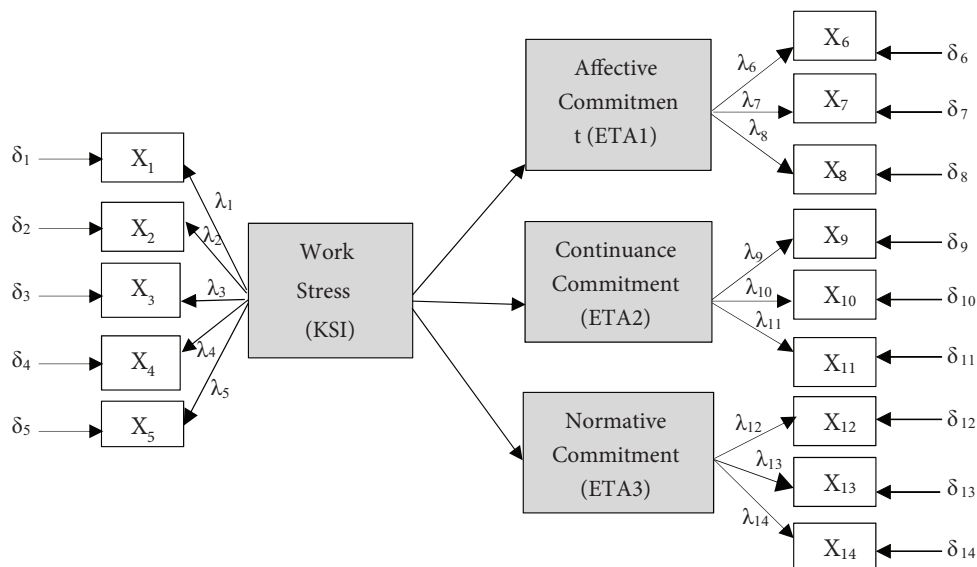 δ₁
X₁
λ₁
δ₂
X₂
λ₂
δ₃
X₃
λ₃
δ₄
X₄
λ₄
δ₅
X₅
λ₅
Work
Stress
(KSI)
Affective
Commitmen
t (ETA1)
λ₆
X₆
δ₆
λ₇
X₇
δ₇
λ₈
X₈
δ₈
Continuance
Commitment
(ETA2)
λ₉
X₉
δ₉
λ₁₀
X₁₀
δ₁₀
λ₁₁
X₁₁
δ₁₁
Normative
Commitment
(ETA3)
λ₁₂
X₁₂
δ₁₂
λ₁₃
X₁₃
δ₁₃
λ₁₄
X₁₄
δ₁₄